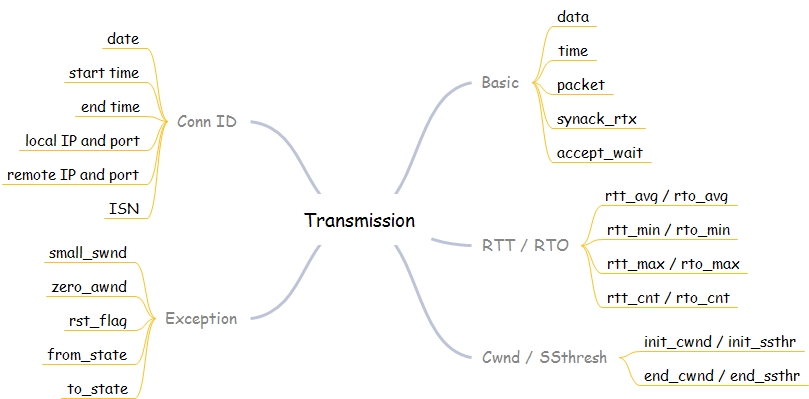 Transmission
Conn ID
date
start time
end time
local IP and port
remote IP and port
ISN
Exception
small_swnd
zero_awnd
rst_flag
from_state
to_state
Basic
data
time
packet
synack_rtx
accept_wait
RTT / RTO
rtt_avg / rto_avg
rtt_min / rto_min
rtt_max / rto_max
rtt_cnt / rto_cnt
Cwnd / SSthresh
init_cwnd / init_ssthr
end_cwnd / end_ssthr